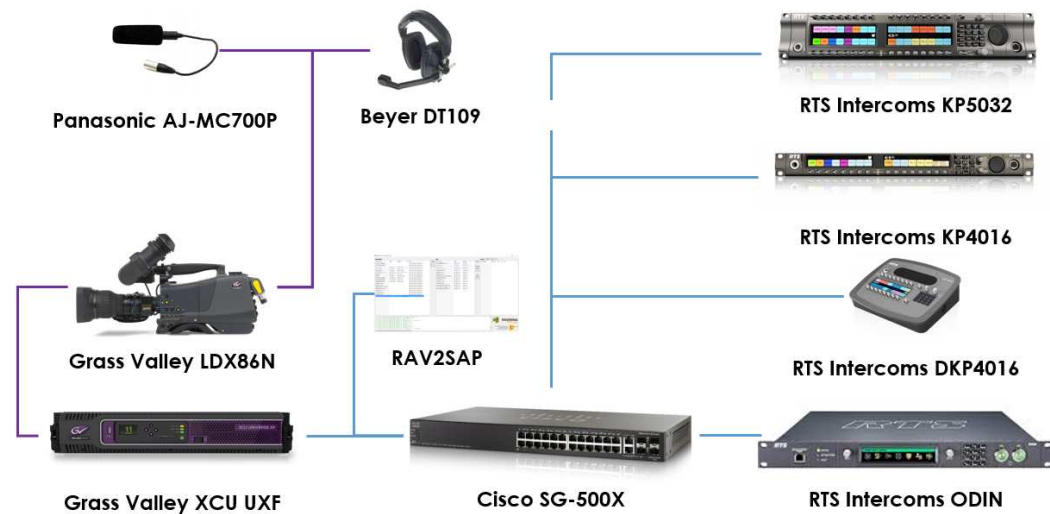 Panasonic AJ-MC700P
Beyer DT109
RTS Intercoms KP5032
RTS Intercoms KP4016
Grass Valley LDX86N
RAV2SAP
RTS Intercoms DKP4016
RTS
Grass Valley XCU UXF
Cisco SG-500X
RTS Intercoms ODIN